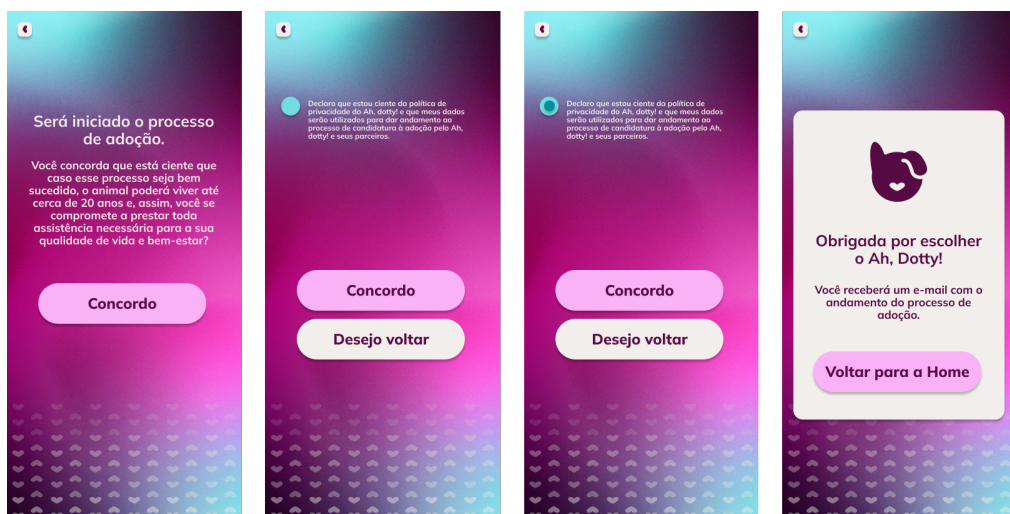 Será iniciado o processo
de adoção.
Você concorda que está ciente que
caso esse processo seja bem
sucedido, o animal poderá viver até
cerca de 20 anos e, assim, você se
compromete a prestar toda
assistência necessária para a sua
qualidade de vida e bem-estar?
Concordo
Declaro que estou ciente da política de
privacidade do Ah, dotty! e que meus dados
serão utilizados para dar andamento ao
processo de candidatura à adoção pelo Ah,
dotty! e seus parceiros.
Concordo
Desejo voltar
Declaro que estou ciente da política de
privacidade do Ah, dotty! e que meus dados
serão utilizados para dar andamento ao
processo de candidatura à adoção pelo Ah,
dotty! e seus parceiros.
Concordo
Desejo voltar
Obrigada por escolher
o Ah, Dotty!
Você receberá um e-mail com o
andamento do processo de
adoção.
Voltar para a Home